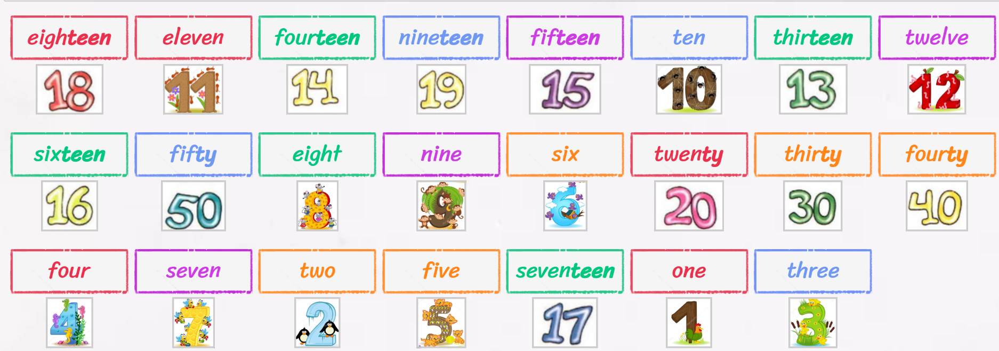 eighteen eleven fourteen nineteen fifteen ten thirteen twelve
18 11 14 19 15 10 13 12
sixteen fifty eight nine six twenty thirty fourty
16 50 8 9 6 20 30 40
four seven two five seventeen one three
4 7 2 5 17 1 3